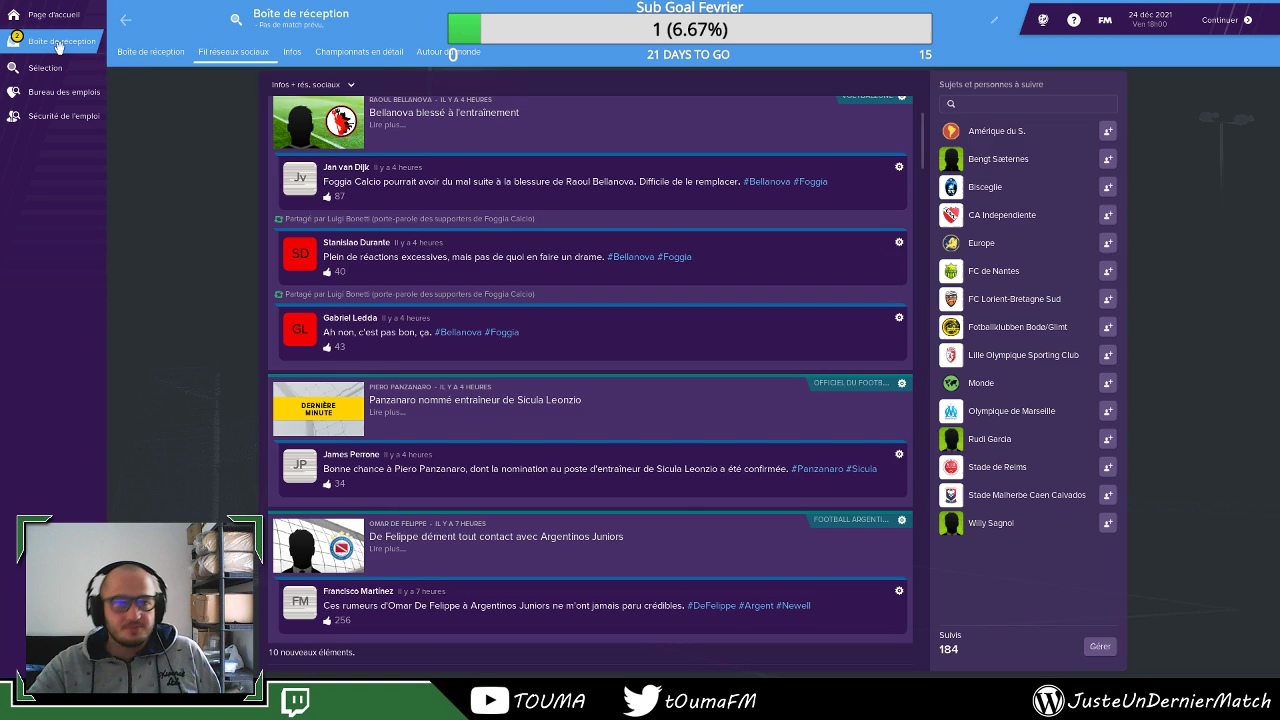 Page d'accueil
2
Boîte de réception
Sélection
Bureau des emplois
Sécurité de l'emploi
Boîte de réception
- Pas de match prévu.
Sub Goal Fevrier
1 (6.67%)
0
21 DAYS TO GO
15
FM
24 déc 2021
Ven 18h00
Continuer
Boîte de réception
Fil réseaux sociaux
Infos
Championnats en détail
Autour du monde
Infos + rés. sociaux
RAOUL BELLANOVA - IL Y A 4 HEURES
Bellanova blessé à l'entraînement
Lire plus...
Jv
Jan van Dijk Il y a 4 heures
Foggia Calcio pourrait avoir du mal suite à la blessure de Raoul Bellanova. Difficile de le remplacer. #Bellanova #Foggia
87
Partagé par Luigi Bonetti (porte-parole des supporters de Foggia Calcio)
SD
Stanislao Durante Il y a 4 heures
Plein de réactions excessives, mais pas de quoi en faire un drame. #Bellanova #Foggia
40
Partagé par Luigi Bonetti (porte-parole des supporters de Foggia Calcio)
GL
Gabriel Ledda Il y a 4 heures
Ah non, c'est pas bon, ça. #Bellanova #Foggia
43
DERNIÈRE
MINUTE
PIERO PANZANARO - IL Y A 4 HEURES
OFFICIEL DU FOOTB...
Panzanaro nommé entraîneur de Sicula Leonzio
Lire plus...
JP
James Perrone Il y a 4 heures
Bonne chance à Piero Panzanaro, dont la nomination au poste d'entraîneur de Sicula Leonzio a été confirmée. #Panzanaro #Sicula
34
OMAR DE FELIPPE - IL Y A 7 HEURES
FOOTBALL ARGENTI...
De Felippe dément tout contact avec Argentinos Juniors
Lire plus...
FM
Francisco Martínez Il y a 7 heures
Ces rumeurs d'Omar De Felippe à Argentinos Juniors ne m'ont jamais paru crédibles. #DeFelippe #Argent #Newell
256
10 nouveaux éléments.
Sujets et personnes à suivre
Amérique du S.
Bengt Sæternes
Bisceglie
CA Independiente
Europe
FC de Nantes
FC Lorient-Bretagne Sud
Fotballklubben Bodø/Glimt
Lille Olympique Sporting Club
Monde
Olympique de Marseille
Rudi Garcia
Stade de Reims
Stade Malherbe Caen Calvados
Willy Sagnol
Suivis
184
Gérer
TOUMA
tOumaFM
JusteUnDernierMatch